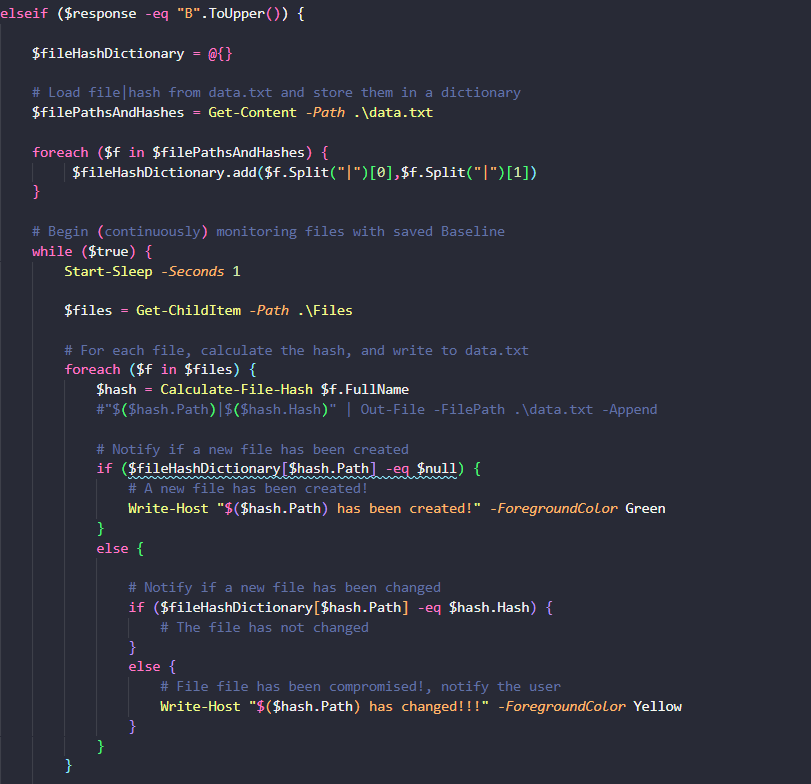 elseif ($response -eq "B".ToUpper()) {
$fileHashDictionary = @{}
# Load file|hash from data.txt and store them in a dictionary
$filePathsAndHashes = Get-Content -Path .\data.txt
foreach ($f in $filePathsAndHashes) {
$fileHashDictionary.add($f.Split("|")[0],$f.Split("|")[1])
}
# Begin (continuously) monitoring files with saved Baseline
while ($true) {
Start-Sleep -Seconds 1
$files = Get-ChildItem -Path .\Files
# For each file, calculate the hash, and write to data.txt
foreach ($f in $files) {
$hash = Calculate-File-Hash $f.FullName
#"$($hash.Path)|$($hash.Hash)" | Out-File -FilePath .\data.txt -Append
# Notify if a new file has been created
if ($fileHashDictionary[$hash.Path] -eq $null) {
# A new file has been created!
Write-Host "$($hash.Path) has been created!" -ForegroundColor Green
}
else {
# Notify if a new file has been changed
if ($fileHashDictionary[$hash.Path] -eq $hash.Hash) {
# The file has not changed
}
else {
# File file has been compromised!, notify the user
Write-Host "$($hash.Path) has changed!!!" -ForegroundColor Yellow
}
}
}